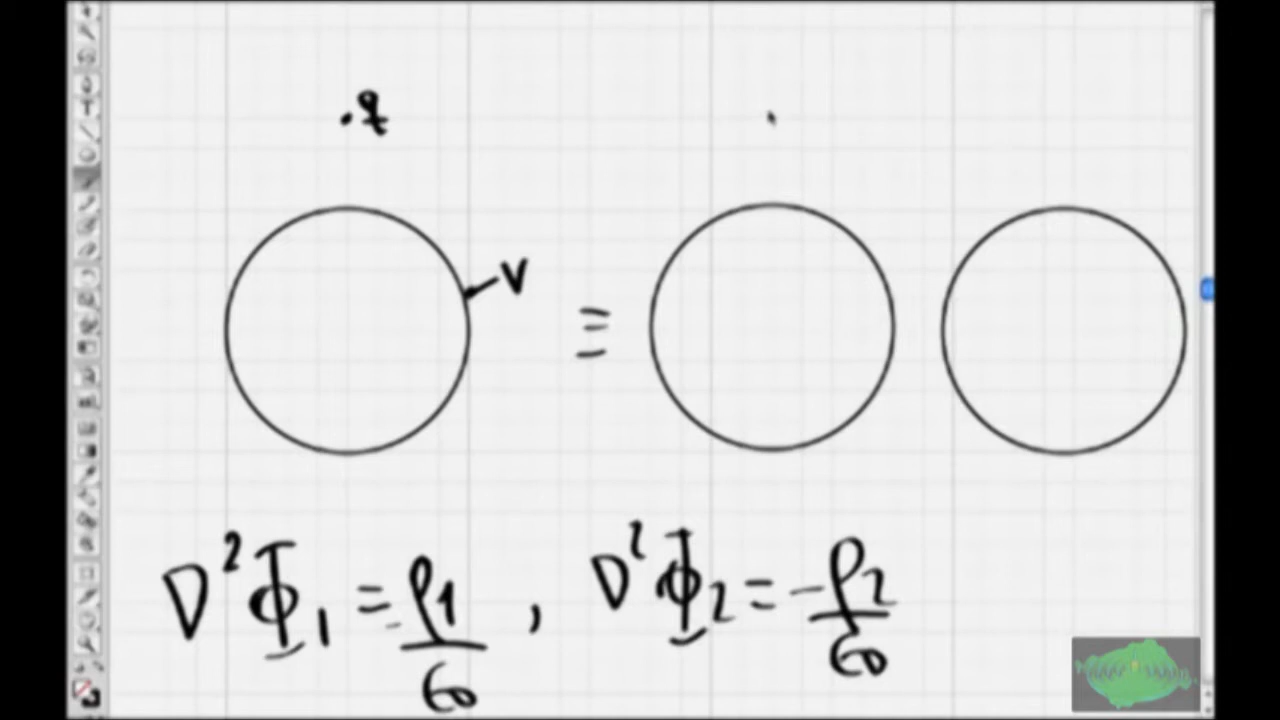 .q
V
≡
∇²Φ₁ = -ρ1/ε₀ , ∇²Φ₂ = -ρ₂/ε₀